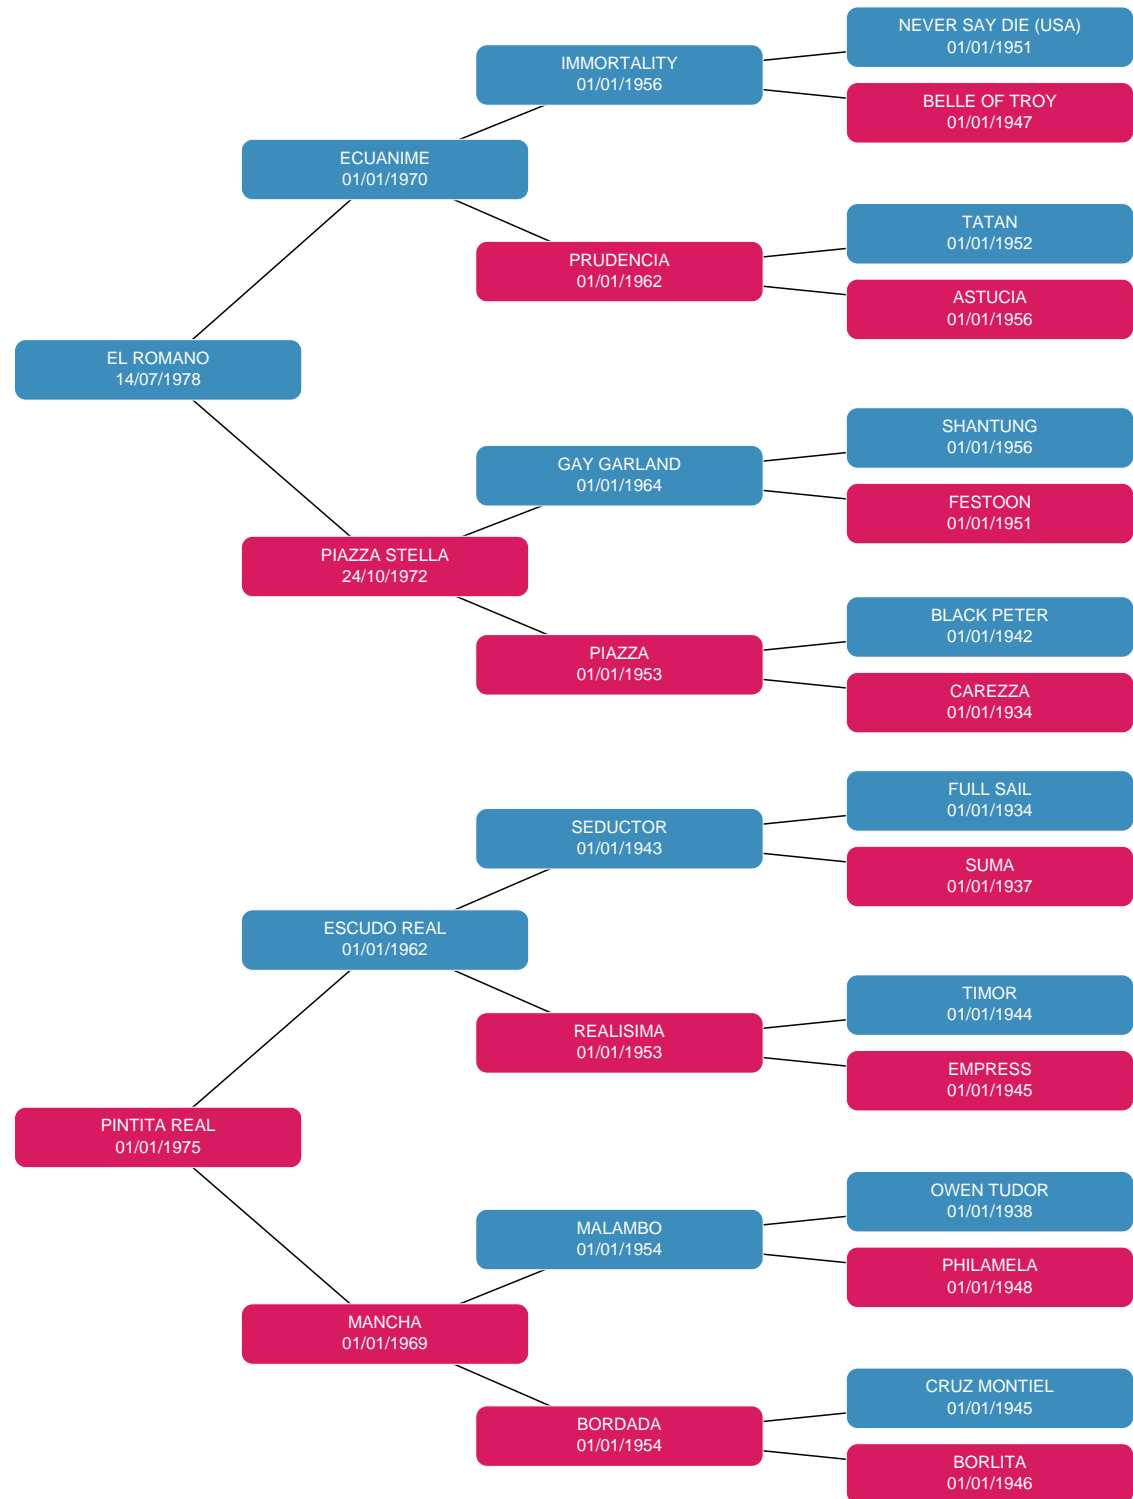 NEVER SAY DIE (USA)
01/01/1951
IMMORTALITY
01/01/1956
BELLE OF TROY
01/01/1947
ECUANIME
01/01/1970
TATAN
01/01/1952
PRUDENCIA
01/01/1962
ASTUCIA
01/01/1956
EL ROMANO
14/07/1978
SHANTUNG
01/01/1956
GAY GARLAND
01/01/1964
FESTOON
01/01/1951
PIAZZA STELLA
24/10/1972
BLACK PETER
01/01/1942
PIAZZA
01/01/1953
CAREZZA
01/01/1934
FULL SAIL
01/01/1934
SEDUCTOR
01/01/1943
SUMA
01/01/1937
ESCUDO REAL
01/01/1962
TIMOR
01/01/1944
REALISIMA
01/01/1953
EMPRESS
01/01/1945
PINTITA REAL
01/01/1975
OWEN TUDOR
01/01/1938
MALAMBO
01/01/1954
PHILAMELA
01/01/1948
MANCHA
01/01/1969
CRUZ MONTIEL
01/01/1945
BORDADA
01/01/1954
BORLITA
01/01/1946